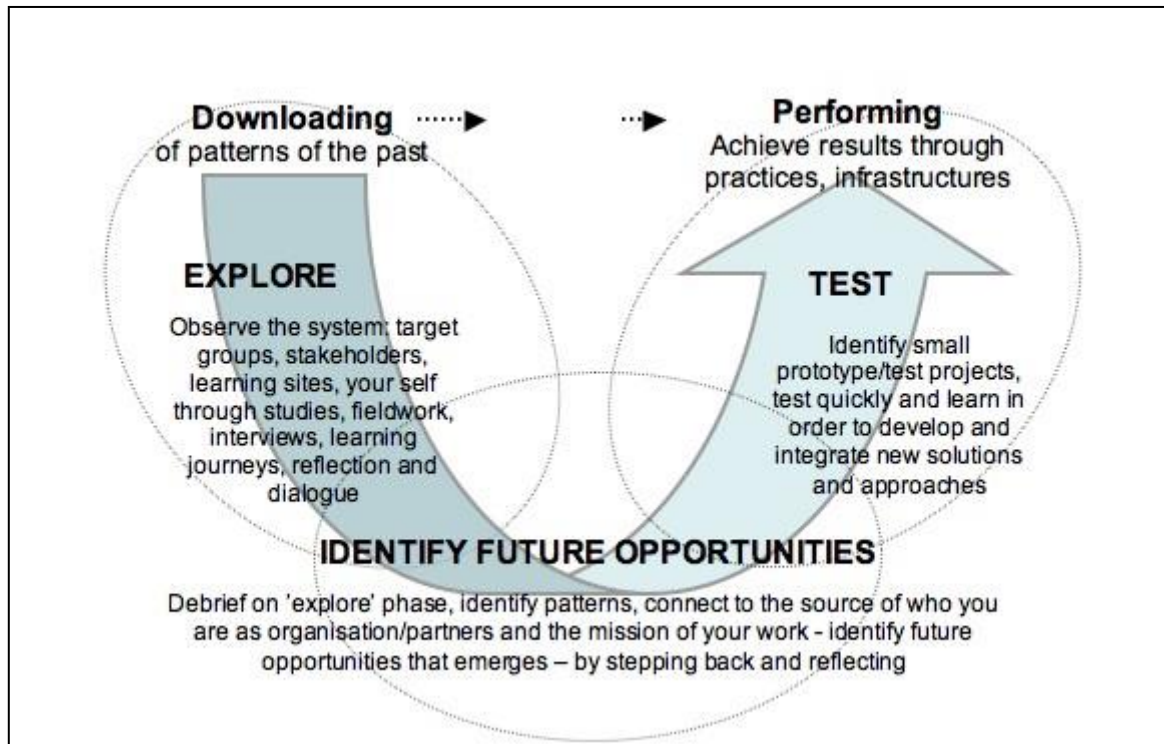 Downloading
of patterns of the past
Performing
Achieve results through
practices, infrastructures
EXPLORE
Observe the system: target
groups, stakeholders,
learning sites, your self
through studies, fieldwork,
interviews, learning
journeys, reflection and
dialogue
TEST
Identify small
prototype/test projects,
test quickly and learn in
order to develop and
integrate new solutions
and approaches
IDENTIFY FUTURE OPPORTUNITIES
Debrief on 'explore' phase, identify patterns, connect to the source of who you
are as organisation/partners and the mission of your work - identify future
opportunities that emerges – by stepping back and reflecting